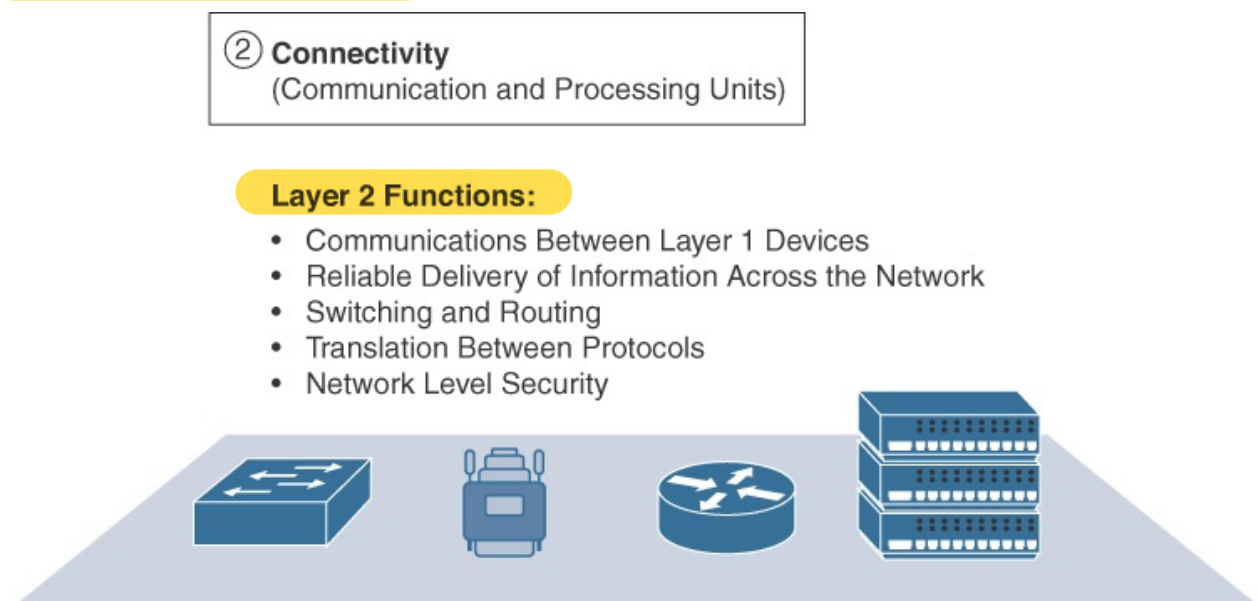 ② Connectivity
(Communication and Processing Units)
Layer 2 Functions:
• Communications Between Layer 1 Devices
• Reliable Delivery of Information Across the Network
• Switching and Routing
• Translation Between Protocols
• Network Level Security